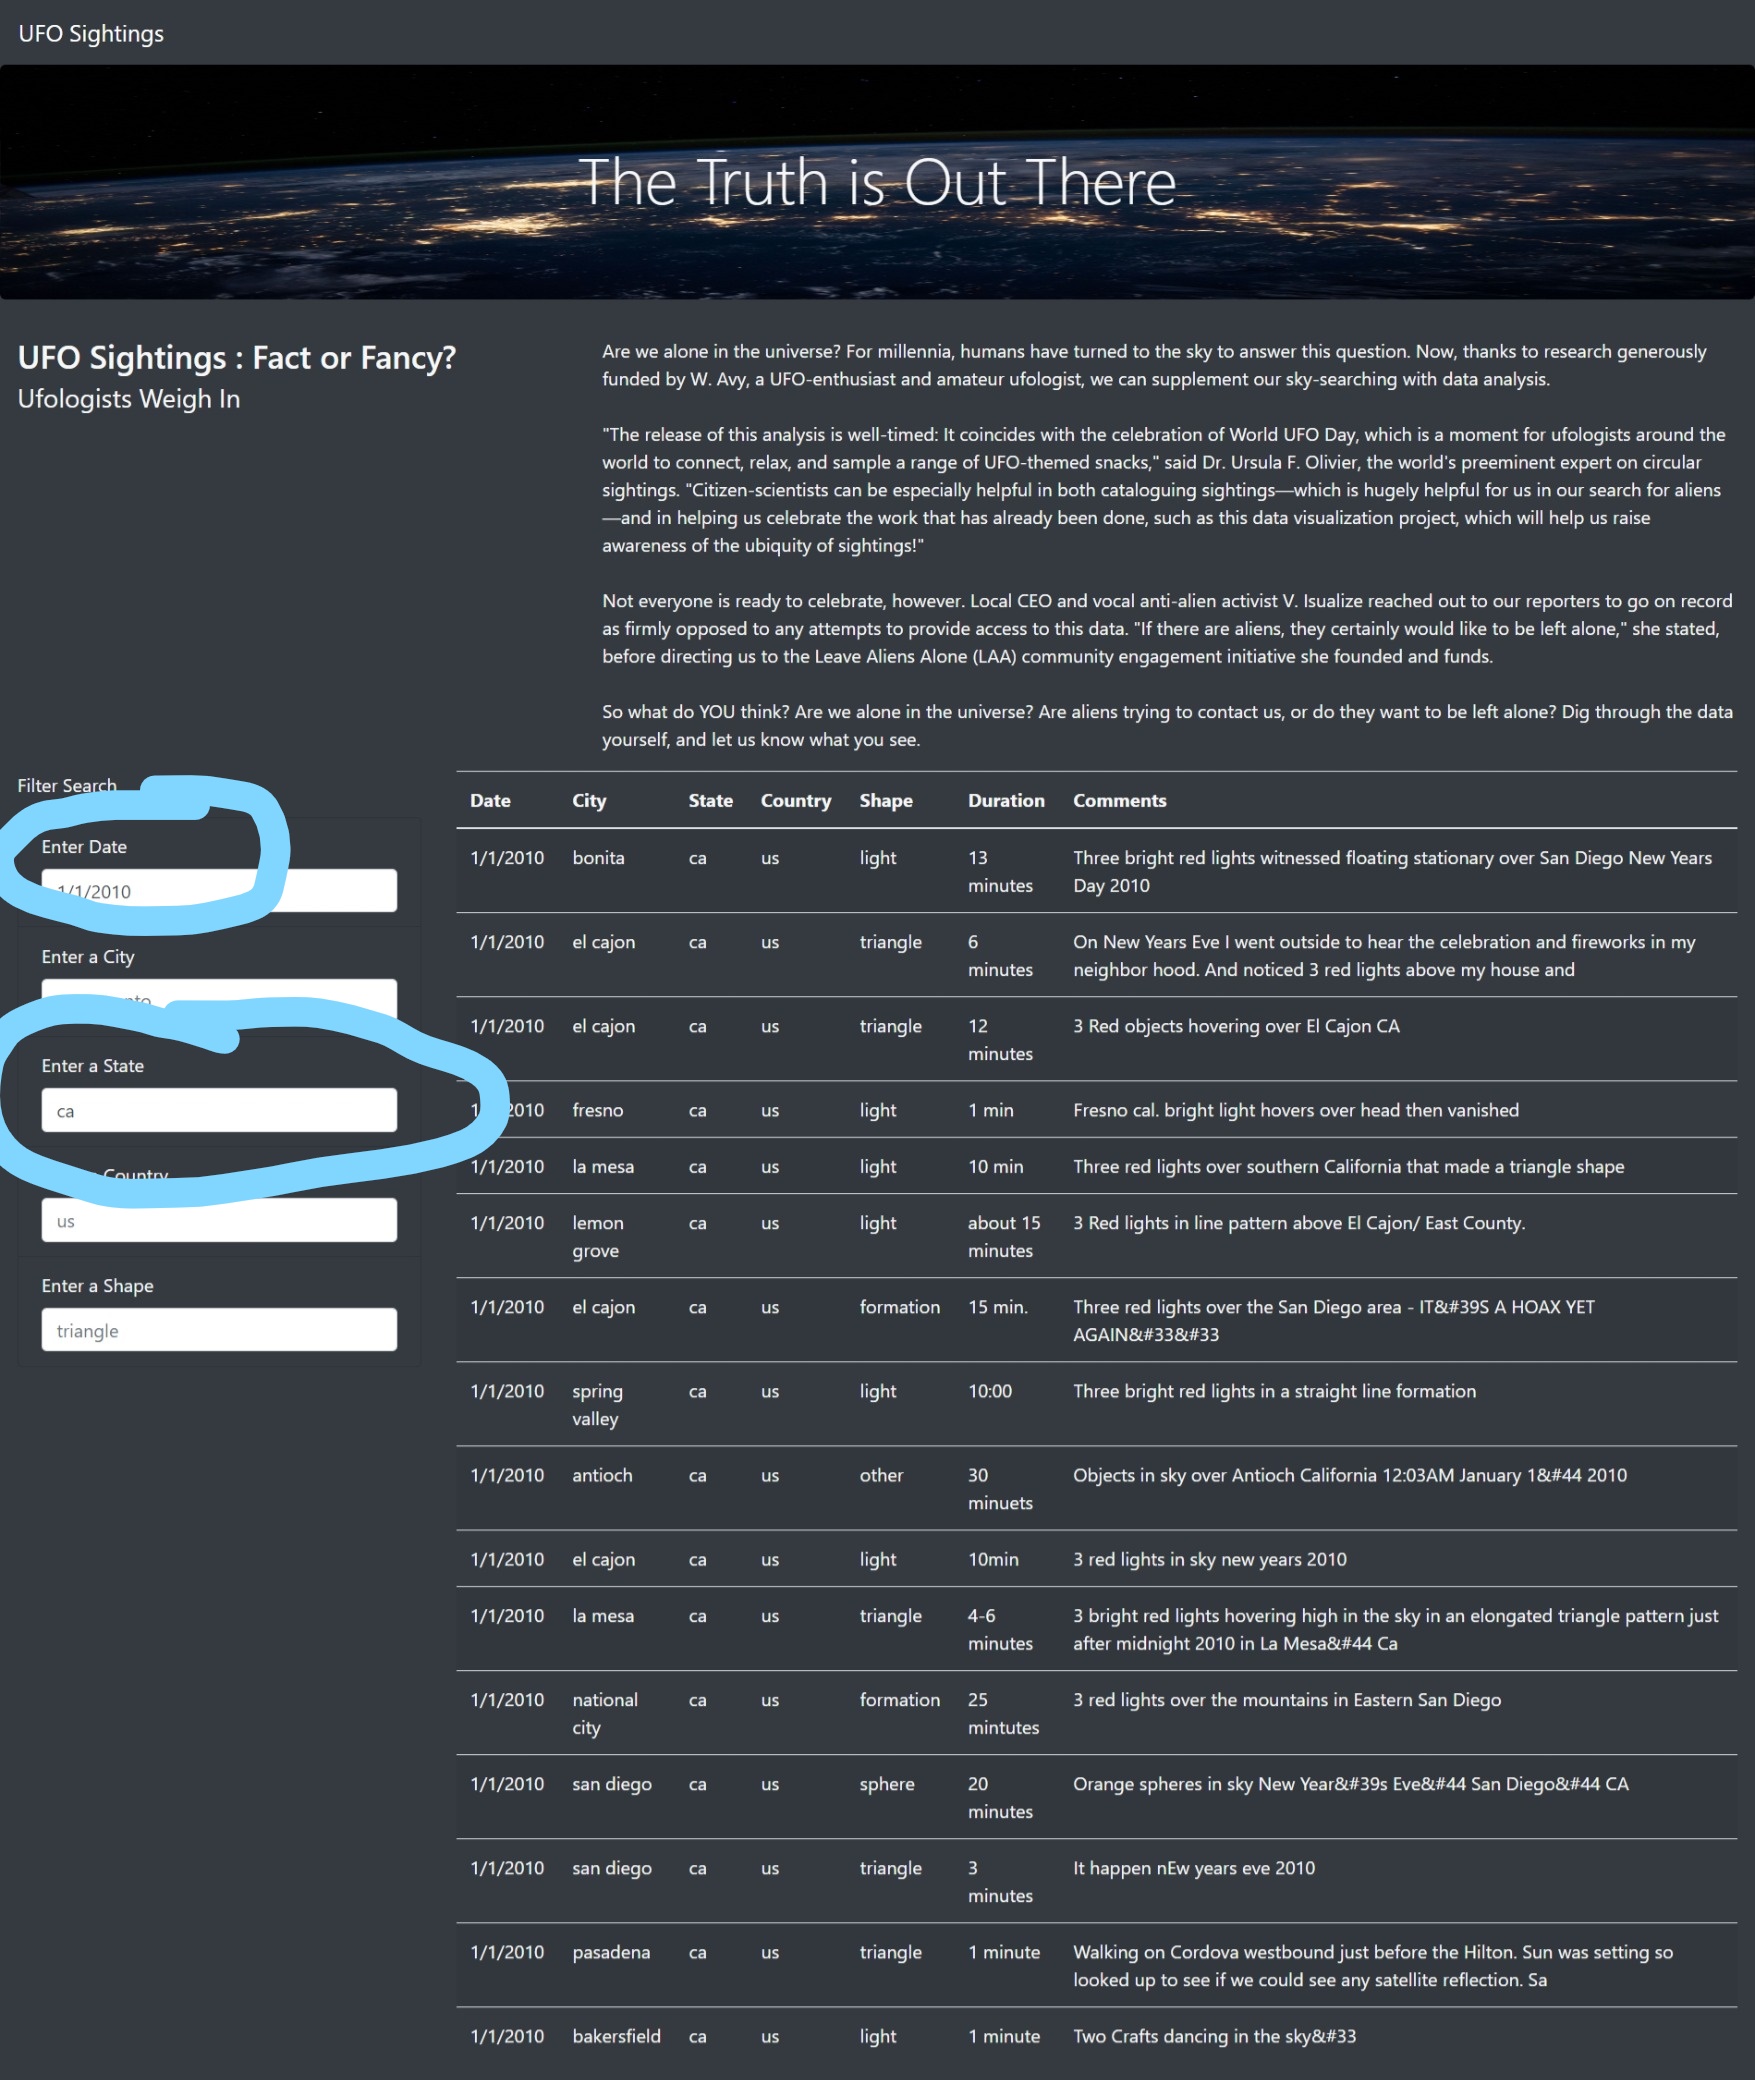 UFO Sightings
The Truth is Out There
UFO Sightings : Fact or Fancy?
Ufologists Weigh In
Are we alone in the universe? For millennia, humans have turned to the sky to answer this question. Now, thanks to research generously
funded by W. Avy, a UFO-enthusiast and amateur ufologist, we can supplement our sky-searching with data analysis.
"The release of this analysis is well-timed: It coincides with the celebration of World UFO Day, which is a moment for ufologists around the
world to connect, relax, and sample a range of UFO-themed snacks," said Dr. Ursula F. Olivier, the world's preeminent expert on circular
sightings. "Citizen-scientists can be especially helpful in both cataloguing sightings—which is hugely helpful for us in our search for aliens
—and in helping us celebrate the work that has already been done, such as this data visualization project, which will help us raise
awareness of the ubiquity of sightings!"
Not everyone is ready to celebrate, however. Local CEO and vocal anti-alien activist V. Isualize reached out to our reporters to go on record
as firmly opposed to any attempts to provide access to this data. "If there are aliens, they certainly would like to be left alone," she stated,
before directing us to the Leave Aliens Alone (LAA) community engagement initiative she founded and funds.
So what do YOU think? Are we alone in the universe? Are aliens trying to contact us, or do they want to be left alone? Dig through the data
yourself, and let us know what you see.
Filter Search
Enter Date
1/1/2010
Enter a City
Enter a State
ca
Country
us
Enter a Shape
triangle
Date City State Country Shape Duration Comments
1/1/2010 bonita ca us light 13 Three bright red lights witnessed floating stationary over San Diego New Years
minutes Day 2010
1/1/2010 el cajon ca us triangle 6 On New Years Eve I went outside to hear the celebration and fireworks in my
minutes neighbor hood. And noticed 3 red lights above my house and
1/1/2010 el cajon ca us triangle 12 3 Red objects hovering over El Cajon CA
minutes
1/1/2010 fresno ca us light 1 min Fresno cal. bright light hovers over head then vanished
1/1/2010 la mesa ca us light 10 min Three red lights over southern California that made a triangle shape
1/1/2010 lemon ca us light about 15 3 Red lights in line pattern above El Cajon/ East County.
grove minutes
1/1/2010 el cajon ca us formation 15 min. Three red lights over the San Diego area - IT&#39S A HOAX YET
AGAIN&#33&#33
1/1/2010 spring ca us light 10:00 Three bright red lights in a straight line formation
valley
1/1/2010 antioch ca us other 30 Objects in sky over Antioch California 12:03AM January 1&#44 2010
minuets
1/1/2010 el cajon ca us light 10min 3 red lights in sky new years 2010
1/1/2010 la mesa ca us triangle 4-6 3 bright red lights hovering high in the sky in an elongated triangle pattern just
minutes after midnight 2010 in La Mesa&#44 Ca
1/1/2010 national ca us formation 25 3 red lights over the mountains in Eastern San Diego
city mintutes
1/1/2010 san diego ca us sphere 20 Orange spheres in sky New Year&#39s Eve&#44 San Diego&#44 CA
minutes
1/1/2010 san diego ca us triangle 3 It happen nEw years eve 2010
minutes
1/1/2010 pasadena ca us triangle 1 minute Walking on Cordova westbound just before the Hilton. Sun was setting so
looked up to see if we could see any satellite reflection. Sa
1/1/2010 bakersfield ca us light 1 minute Two Crafts dancing in the sky&#33